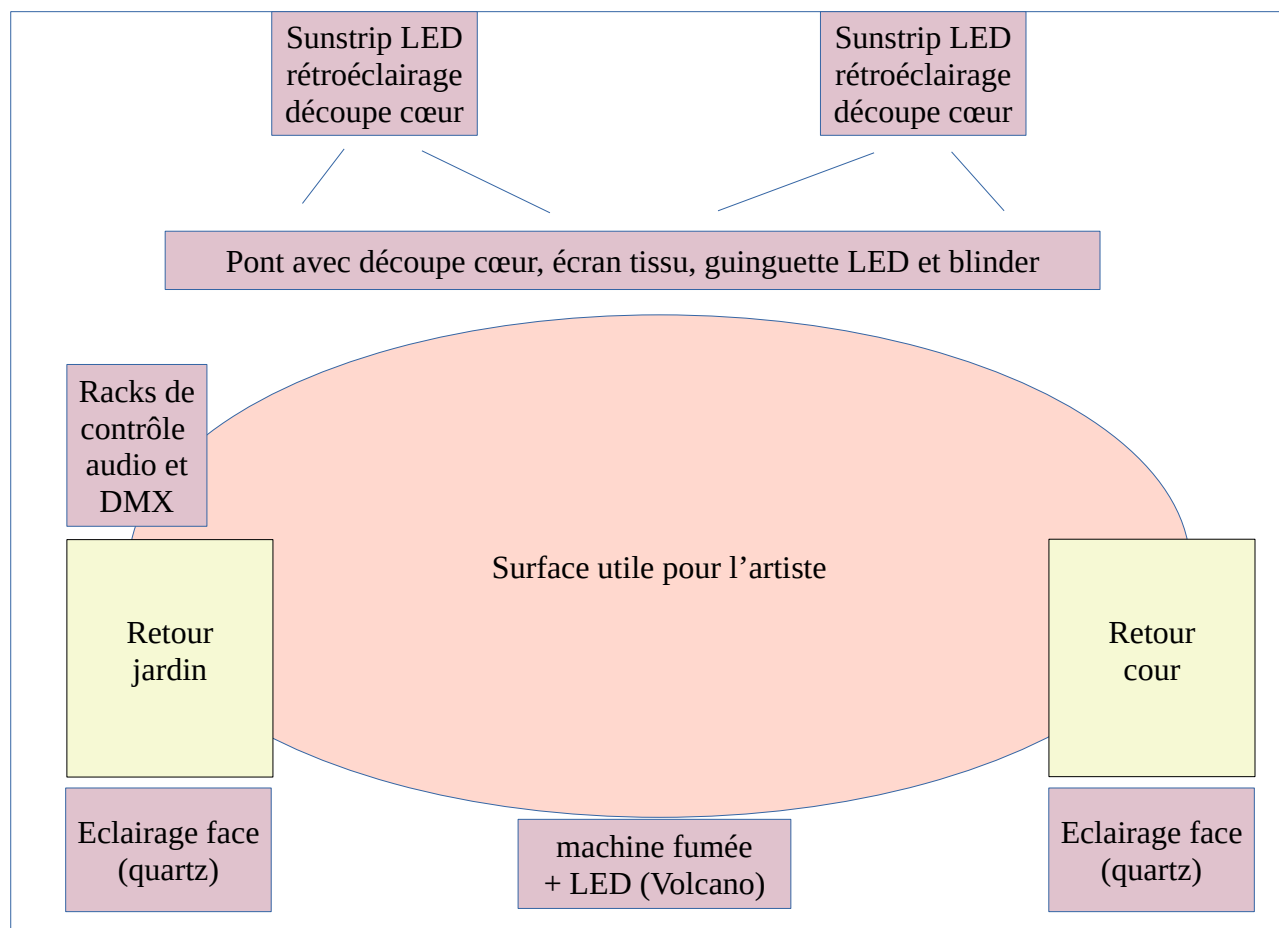 Sunstrip LED
rétroéclairage
découpe cœur
Sunstrip LED
rétroéclairage
découpe cœur
Pont avec découpe cœur, écran tissu, guinguette LED et blinder
Racks de
contrôle
audio et
DMX
Surface utile pour l’artiste
Retour
jardin
Retour
cour
Eclairage face
(quartz)
machine fumée
+ LED (Volcano)
Eclairage face
(quartz)